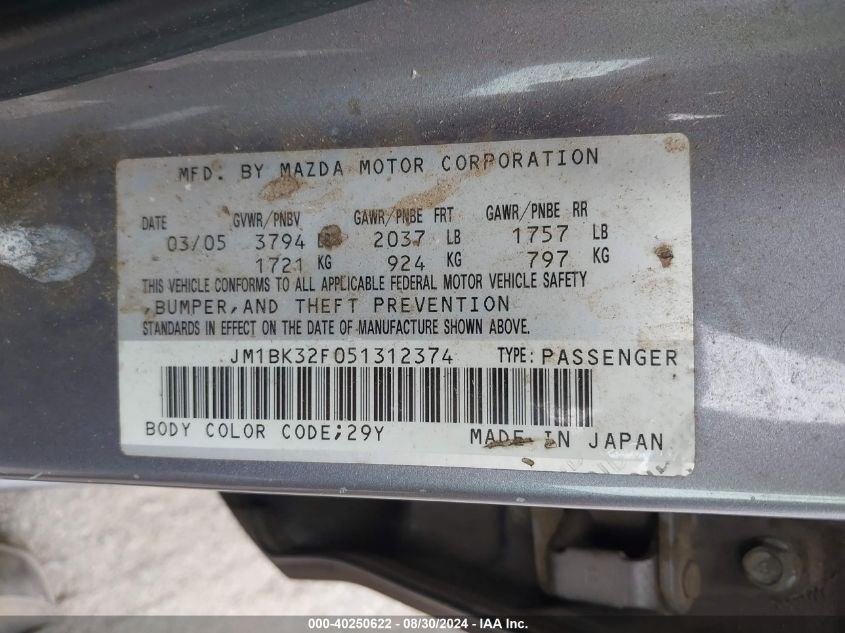 MFD. BY MAZDA MOTOR CORPORATION
DATE GVWR/PNBV GAWR/PNBE FRT GAWR/PNBE RR
03/05 3794 LB 2037 LB 1757 LB
1721 KG 924 KG 797 KG
THIS VEHICLE CONFORMS TO ALL APPLICABLE FEDERAL MOTOR VEHICLE SAFETY
,BUMPER,AND THEFT PREVENTION
STANDARDS IN EFFECT ON THE DATE OF MANUFACTURE SHOWN ABOVE.
JM1BK32F051312374 TYPE: PASSENGER
BODY COLOR CODE;29Y MADE IN JAPAN
000-40250622 - 08/30/2024 - IAA Inc.